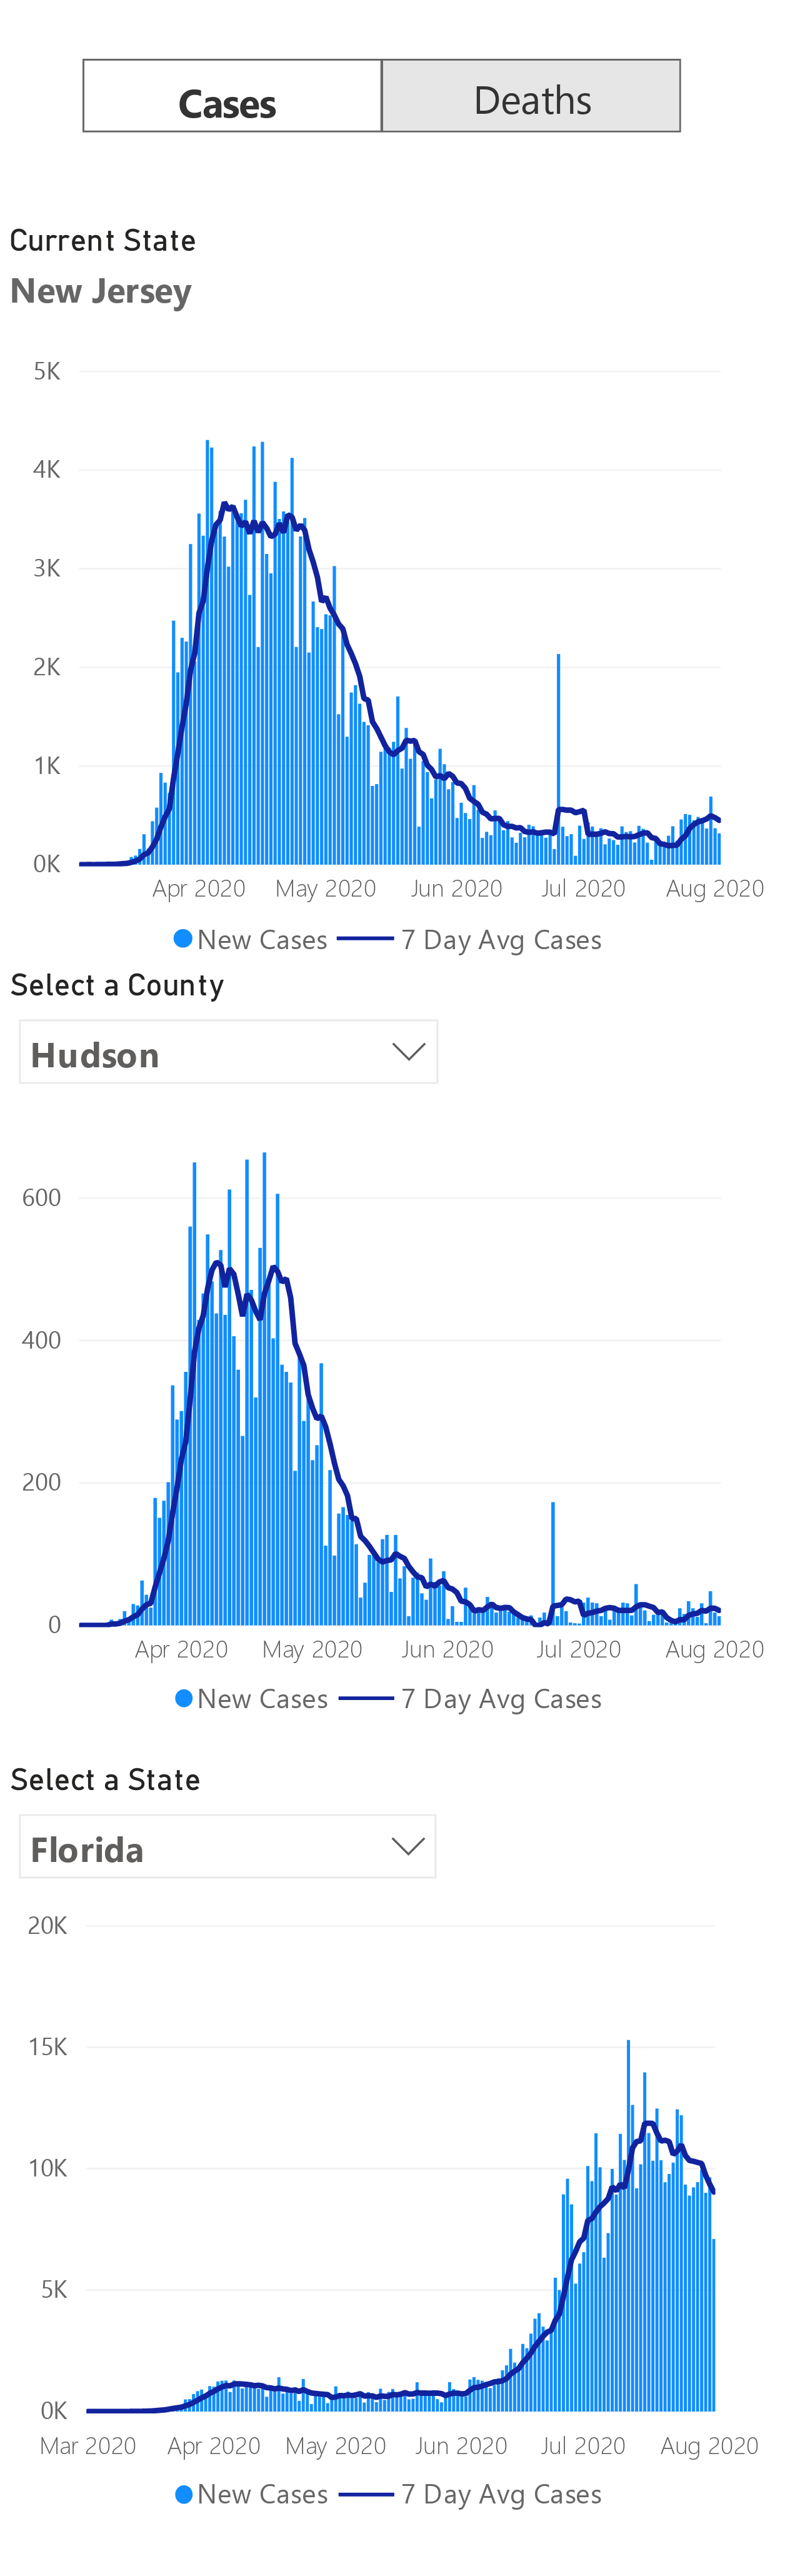 Cases Deaths
Current State
New Jersey
5K
4K
3K
2K
1K
0K
Apr 2020 May 2020 Jun 2020 Jul 2020 Aug 2020
New Cases 7 Day Avg Cases
Select a County
Hudson
600
400
200
0
Apr 2020 May 2020 Jun 2020 Jul 2020 Aug 2020
New Cases 7 Day Avg Cases
Select a State
Florida
20K
15K
10K
5K
0K
Mar 2020 Apr 2020 May 2020 Jun 2020 Jul 2020 Aug 2020
New Cases 7 Day Avg Cases